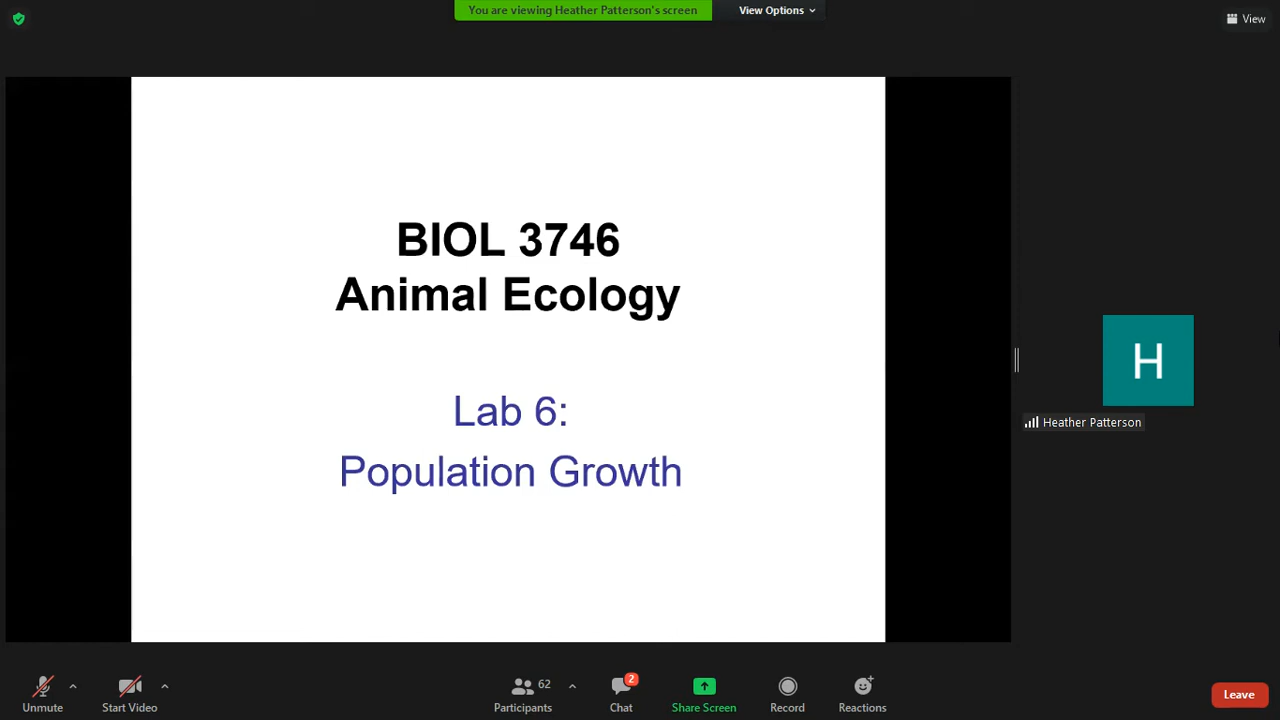 You are viewing Heather Patterson's screen
View Options
View
BIOL 3746
Animal Ecology
Lab 6:
Population Growth
H
Heather Patterson
Unmute
Start Video
62
Participants
2
Chat
Share Screen
Record
Reactions
Leave